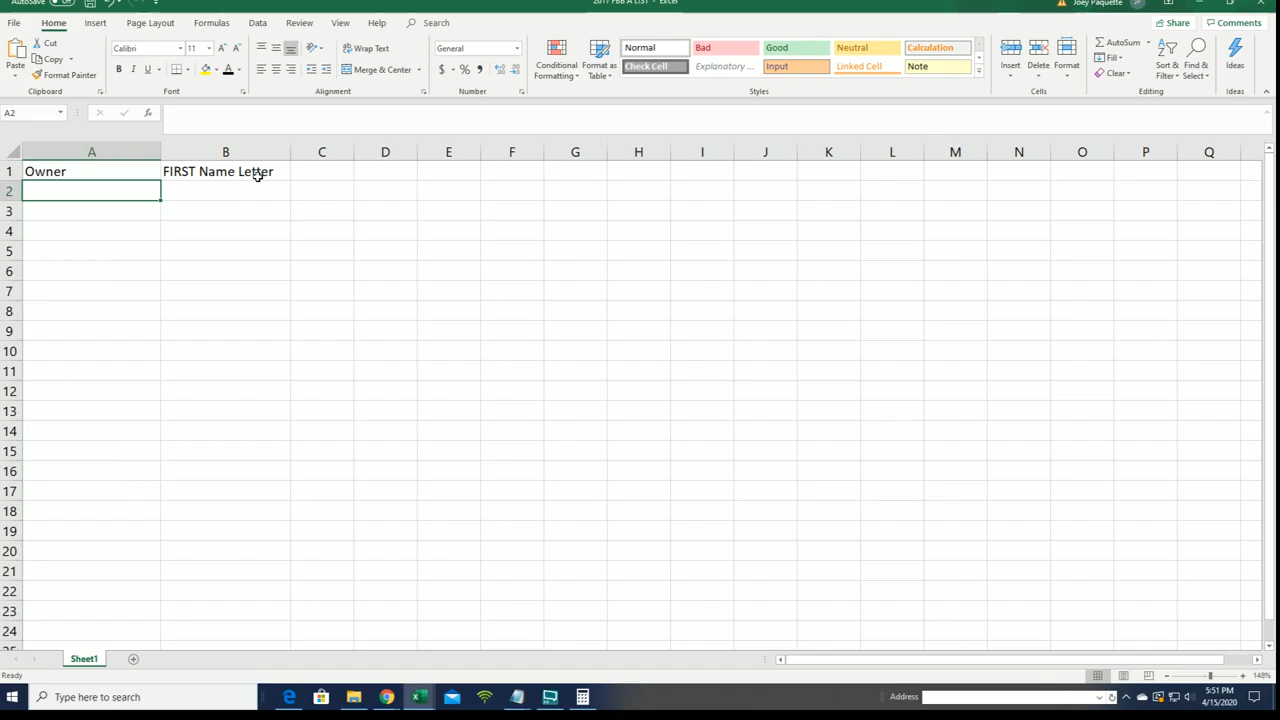 AutoSave
2017 FBB A LIST - Excel
Joey Paquette
JP
File Home Insert Page Layout Formulas Data Review View Help Search
Share Comments
Paste Cut Copy Format Painter
Calibri 11 A A
B I U A
Wrap Text
Merge & Center
General
$ % ,
Conditional Formatting
Format as Table
Normal Bad Good Neutral Calculation
Check Cell Explanatory ... Input Linked Cell Note
Insert Delete Format
AutoSum
Fill
Clear
Sort & Filter
Find & Select
Ideas
Clipboard Font Alignment Number Styles Cells Editing Ideas
A2 fx
A B C D E F G H I J K L M N O P Q
1 Owner FIRST Name Letter
2
3
4
5
6
7
8
9
10
11
12
13
14
15
16
17
18
19
20
21
22
23
24
25
Sheet1
Ready
148%
Type here to search
Address
5:51 PM
4/15/2020